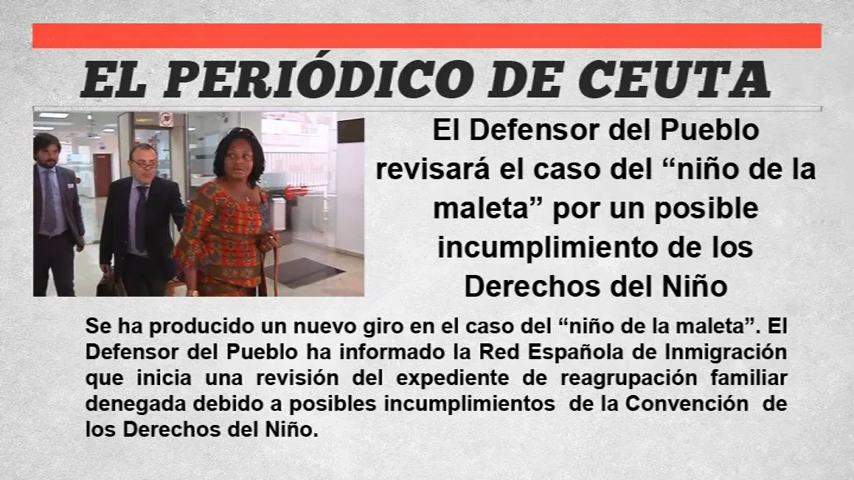 EL PERIÓDICO DE CEUTA
El Defensor del Pueblo
revisará el caso del “niño de la
maleta” por un posible
incumplimiento de los
Derechos del Niño
Se ha producido un nuevo giro en el caso del “niño de la maleta”. El
Defensor del Pueblo ha informado la Red Española de Inmigración
que inicia una revisión del expediente de reagrupación familiar
denegada debido a posibles incumplimientos de la Convención de
los Derechos del Niño.